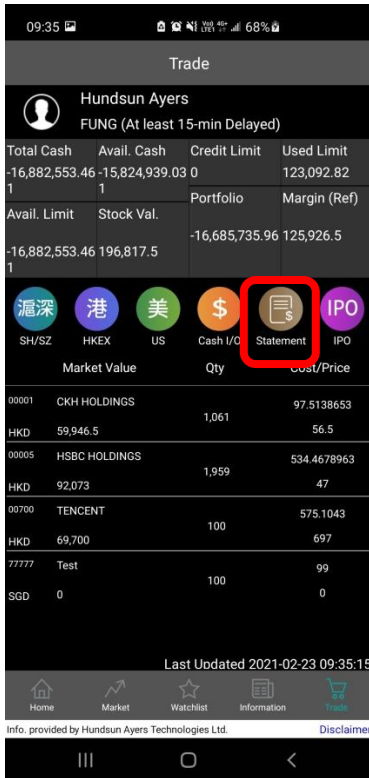 09:35 Vo) 46+ LTE1 68%
Trade
Hundsun Ayers
FUNG (At least 15-min Delayed)
Total Cash Avail. Cash Credit Limit Used Limit
-16,882,553.46 -15,824,939.03 0 123,092.82
1 1
Portfolio Margin (Ref)
Avail. Limit Stock Val.
-16,685,735.96 125,926.5
-16,882,553.46 196,817.5
1
滬深 港 美 $ $ IPO
SH/SZ HKEX US Cash I/O Statement IPO
Market Value Qty Cost/Price
00001 CKH HOLDINGS 1,061 97.5138653
HKD 59,946.5 56.5
00005 HSBC HOLDINGS 1,959 534.4678963
HKD 92,073 47
00700 TENCENT 100 575.1043
HKD 69,700 697
77777 Test 100 99
SGD 0 0
Last Updated 2021-02-23 09:35:15
Home Market Watchlist Information Trade
Info. provided by Hundsun Ayers Technologies Ltd. Disclaimer